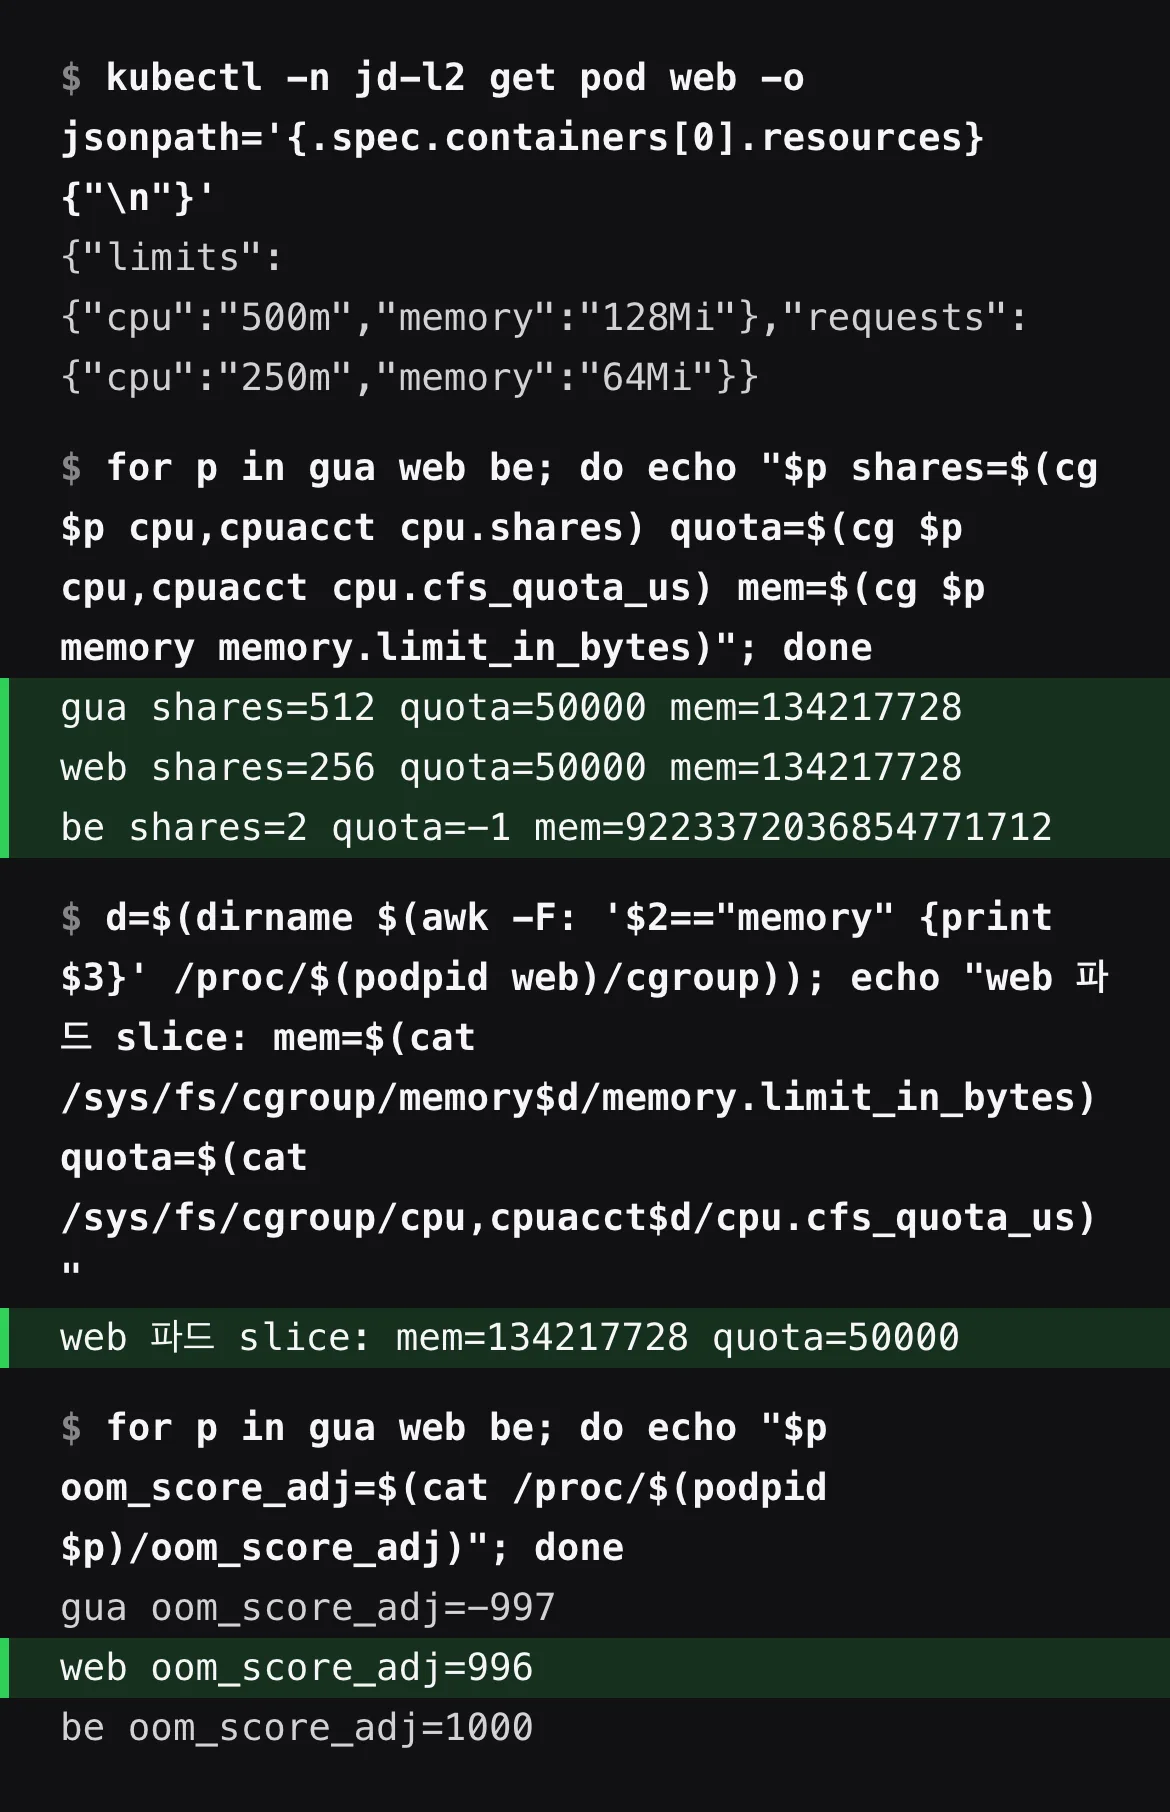 $ kubectl -n jd-l2 get pod web -o
jsonpath='{.spec.containers[0].resources}
{"\n"}'
{"limits":
{"cpu":"500m","memory":"128Mi"},"requests":
{"cpu":"250m","memory":"64Mi"}}
$ for p in gua web be; do echo "$p shares=$(cg
$p cpu,cpuacct cpu.shares) quota=$(cg $p
cpu,cpuacct cpu.cfs_quota_us) mem=$(cg $p
memory memory.limit_in_bytes)"; done
gua shares=512 quota=50000 mem=134217728
web shares=256 quota=50000 mem=134217728
be shares=2 quota=-1 mem=9223372036854771712
$ d=$(dirname $(awk -F: '$2=="memory" {print
$3}' /proc/$(podpid web)/cgroup)); echo "web 파
드 slice: mem=$(cat
/sys/fs/cgroup/memory$d/memory.limit_in_bytes)
quota=$(cat
/sys/fs/cgroup/cpu,cpuacct$d/cpu.cfs_quota_us)
"
web 파드 slice: mem=134217728 quota=50000
$ for p in gua web be; do echo "$p
oom_score_adj=$(cat /proc/$(podpid
$p)/oom_score_adj)"; done
gua oom_score_adj=-997
web oom_score_adj=996
be oom_score_adj=1000